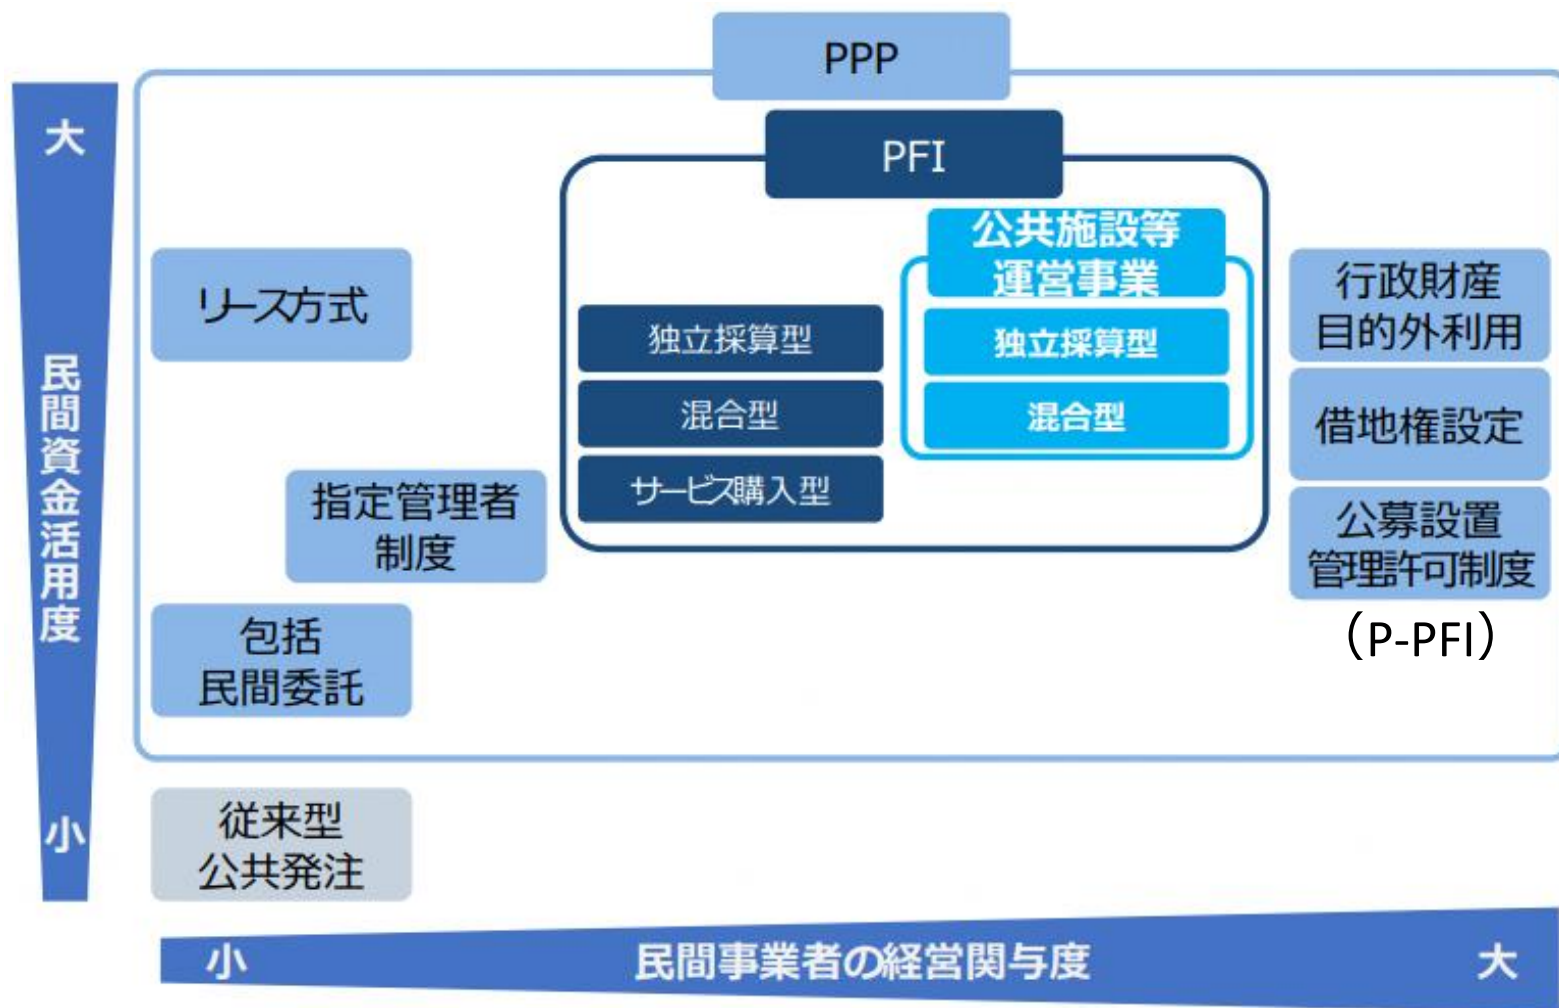 PPP
PFI
大
民間資金活用度
小
リース方式
指定管理者
制度
包括
民間委託
従来型
公共発注
独立採算型
混合型
サービス購入型
公共施設等
運営事業
独立採算型
混合型
行政財産
目的外利用
借地権設定
公募設置
管理許可制度
（P-PFI）
小
民間事業者の経営関与度
大